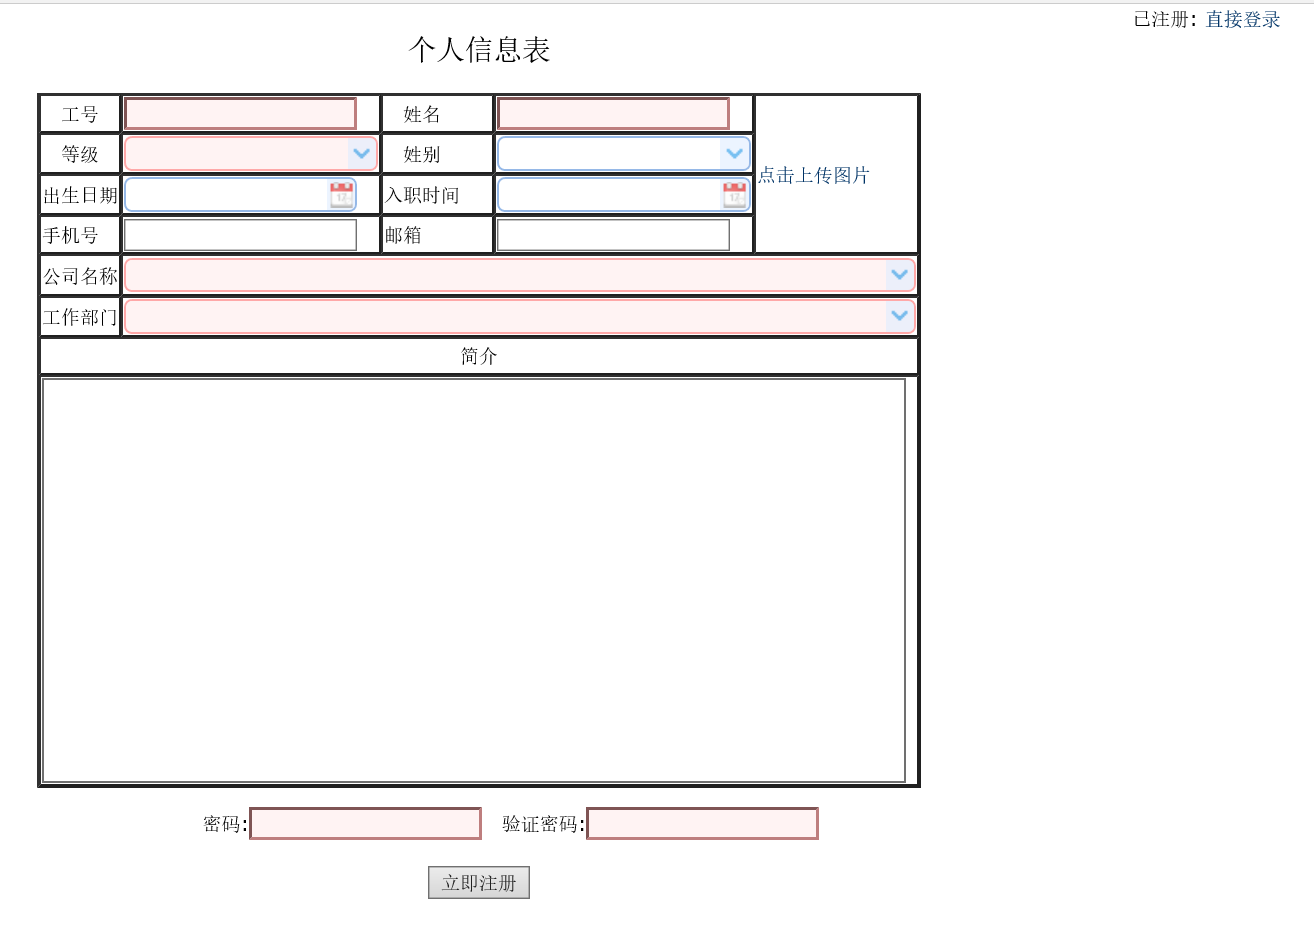 已注册: 直接登录
个人信息表
工号 姓名
等级 姓别
点击上传图片
出生日期 入职时间
手机号 邮箱
公司名称
工作部门
简介
密码: 验证密码:
立即注册